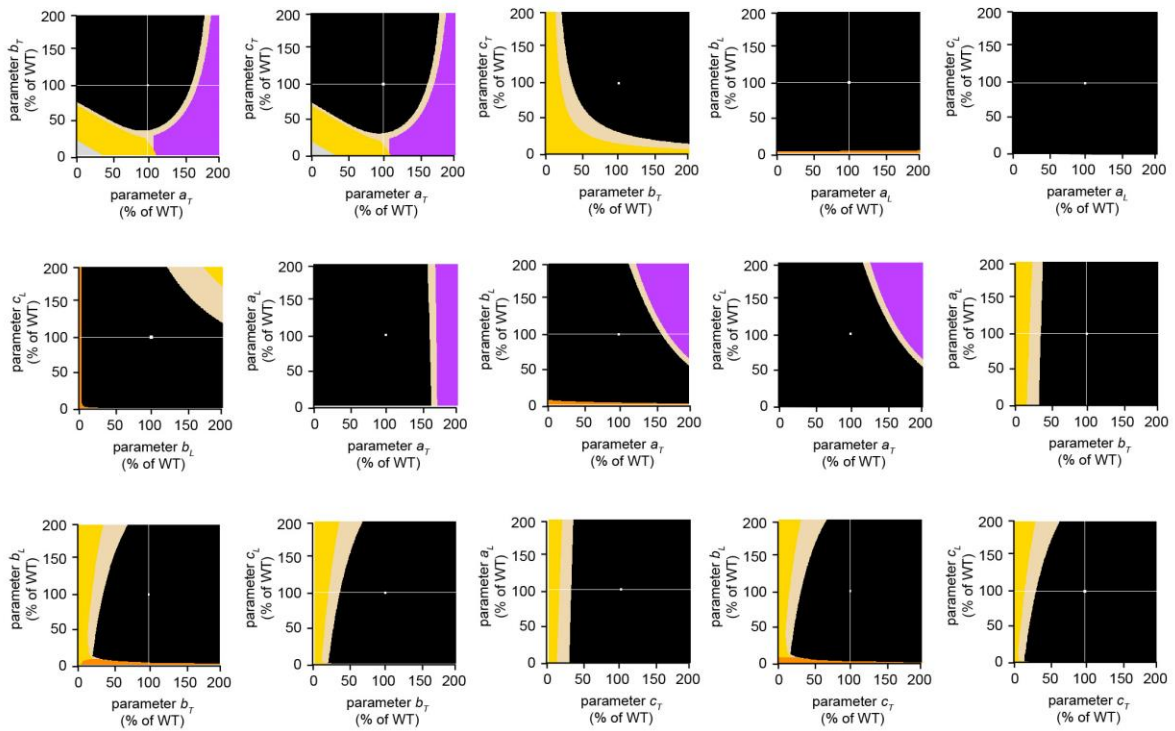 parameter b_T
(% of WT)
200
150
100
50
0
0 50 100 150 200
parameter a_T
(% of WT)
parameter c_T
(% of WT)
200
150
100
50
0
0 50 100 150 200
parameter a_T
(% of WT)
parameter c_T
(% of WT)
200
150
100
50
0
0 50 100 150 200
parameter b_T
(% of WT)
parameter b_L
(% of WT)
200
150
100
50
0
0 50 100 150 200
parameter a_L
(% of WT)
parameter c_L
(% of WT)
200
150
100
50
0
0 50 100 150 200
parameter a_L
(% of WT)
parameter c_L
(% of WT)
200
150
100
50
0
0 50 100 150 200
parameter b_L
(% of WT)
parameter a_L
(% of WT)
200
150
100
50
0
0 50 100 150 200
parameter a_T
(% of WT)
parameter b_L
(% of WT)
200
150
100
50
0
0 50 100 150 200
parameter a_T
(% of WT)
parameter c_L
(% of WT)
200
150
100
50
0
0 50 100 150 200
parameter a_T
(% of WT)
parameter a_L
(% of WT)
200
150
100
50
0
0 50 100 150 200
parameter b_T
(% of WT)
parameter b_L
(% of WT)
200
150
100
50
0
0 50 100 150 200
parameter b_T
(% of WT)
parameter c_L
(% of WT)
200
150
100
50
0
0 50 100 150 200
parameter b_T
(% of WT)
parameter a_L
(% of WT)
200
150
100
50
0
0 50 100 150 200
parameter c_T
(% of WT)
parameter b_L
(% of WT)
200
150
100
50
0
0 50 100 150 200
parameter c_T
(% of WT)
parameter c_L
(% of WT)
200
150
100
50
0
0 50 100 150 200
parameter c_T
(% of WT)